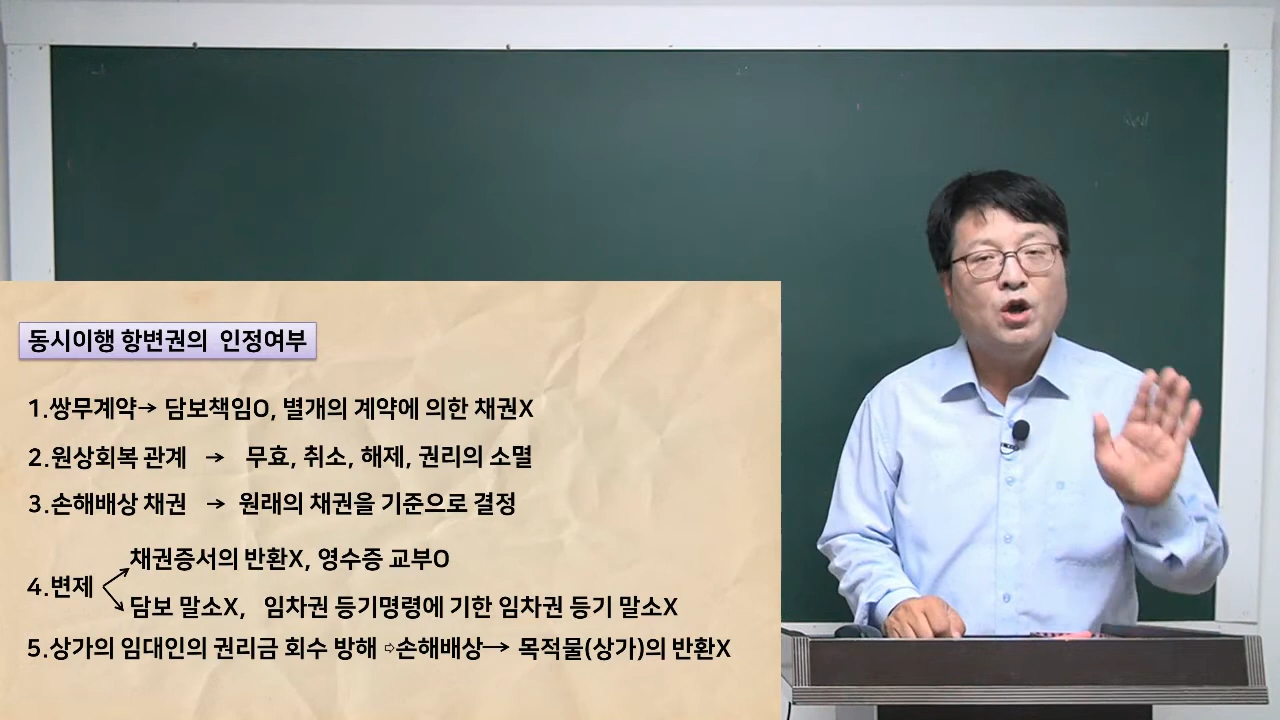 동시이행 항변권의 인정여부
1.쌍무계약→ 담보책임O, 별개의 계약에 의한 채권X
2.원상회복 관계 → 무효, 취소, 해제, 권리의 소멸
3.손해배상 채권 → 원래의 채권을 기준으로 결정
채권증서의 반환X, 영수증 교부O
4.변제
담보 말소X, 임차권 등기명령에 기한 임차권 등기 말소X
5.상가의 임대인의 권리금 회수 방해 ⇨손해배상→ 목적물(상가)의 반환X